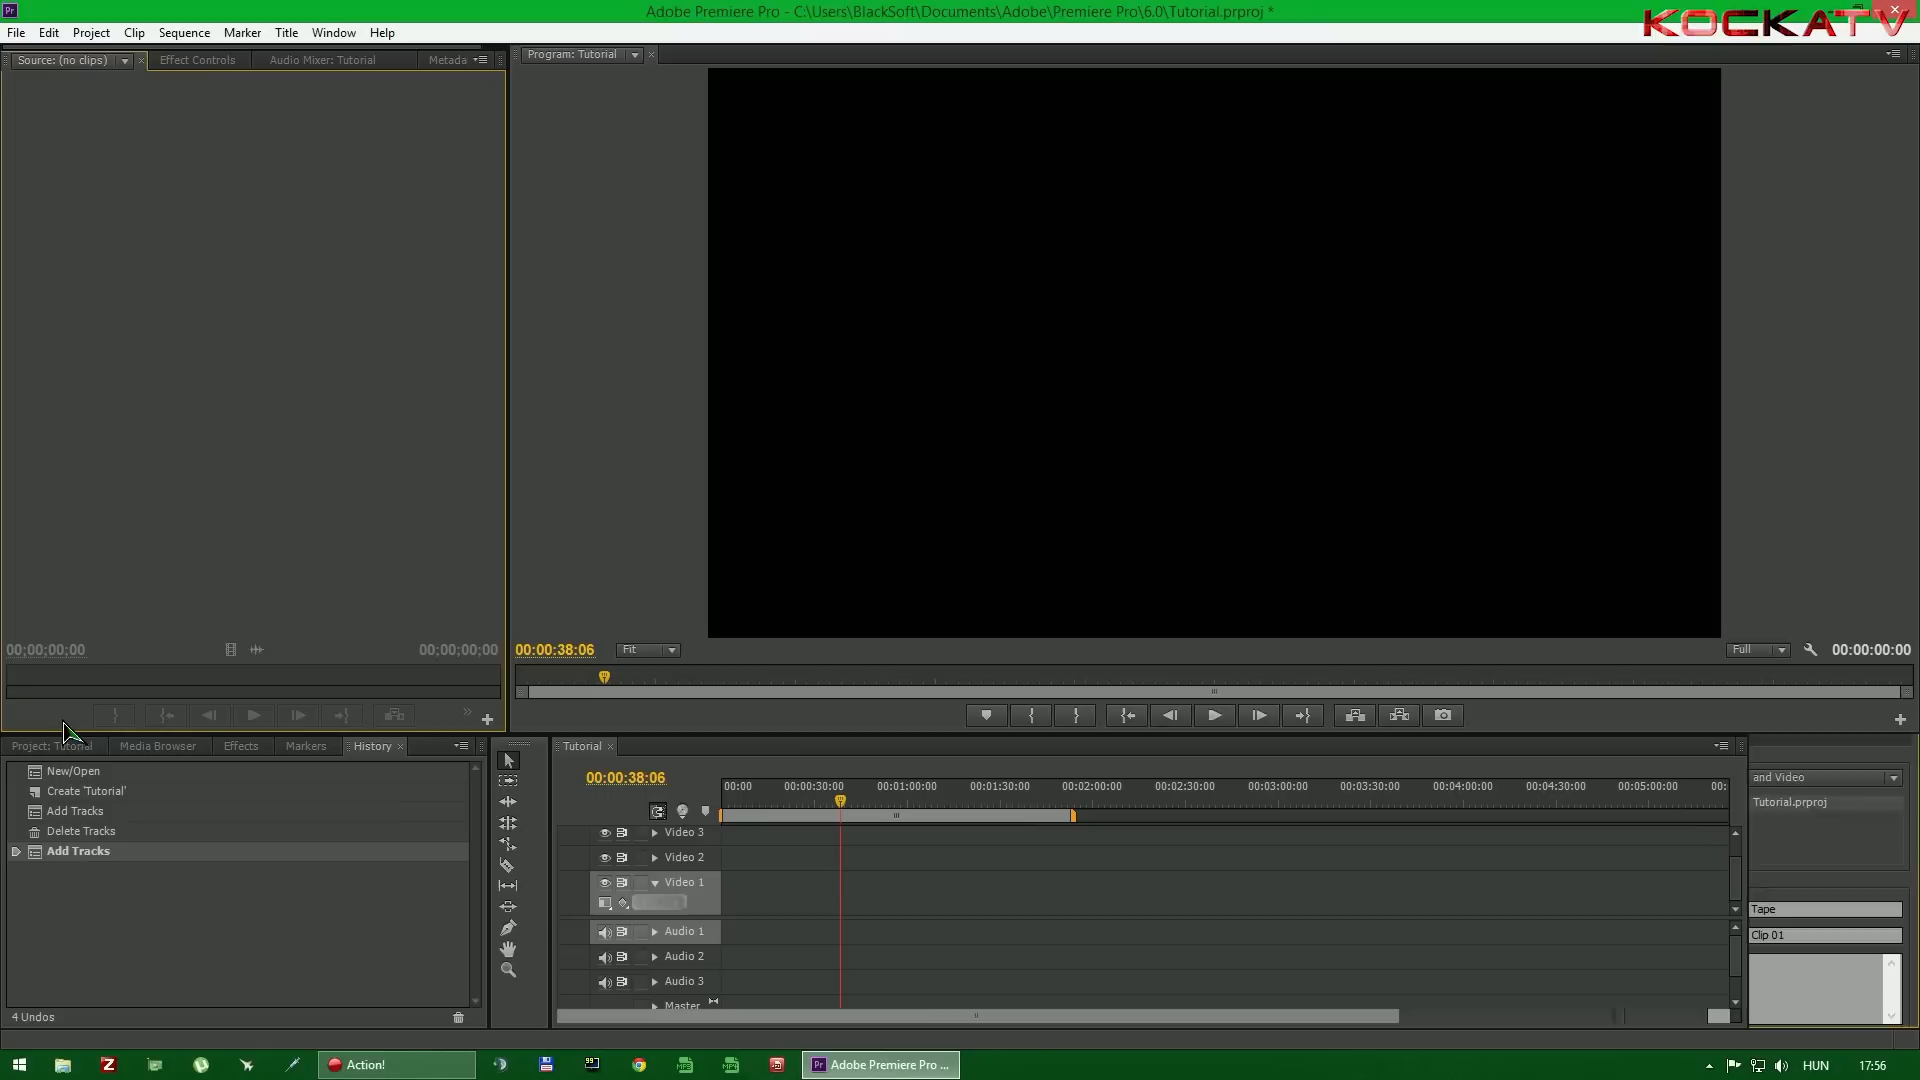 Adobe Premiere Pro - C:\Users\BlackSoft\Documents\Adobe\Premiere Pro\6.0\Tutorial.prproj *
KOCKATV
File Edit Project Clip Sequence Marker Title Window Help
Source: (no clips) Effect Controls Audio Mixer: Tutorial Metada
Program: Tutorial
00;00;00;00 00;00;00;00
00:00:38:06 Fit Full 00:00:00:00
Project: Tutorial Media Browser Effects Markers History
New/Open
Create 'Tutorial'
Add Tracks
Delete Tracks
Add Tracks
4 Undos
Tutorial
00:00:38:06
00:00 00:00:30:00 00:01:00:00 00:01:30:00 00:02:00:00 00:02:30:00 00:03:00:00 00:03:30:00 00:04:00:00 00:04:30:00 00:05:00:00 00:
Video 3
Video 2
Video 1
Audio 1
Audio 2
Audio 3
Master
and Video
Tutorial.prproj
Tape
Clip 01
Action!
Adobe Premiere Pro ...
HUN 17:56